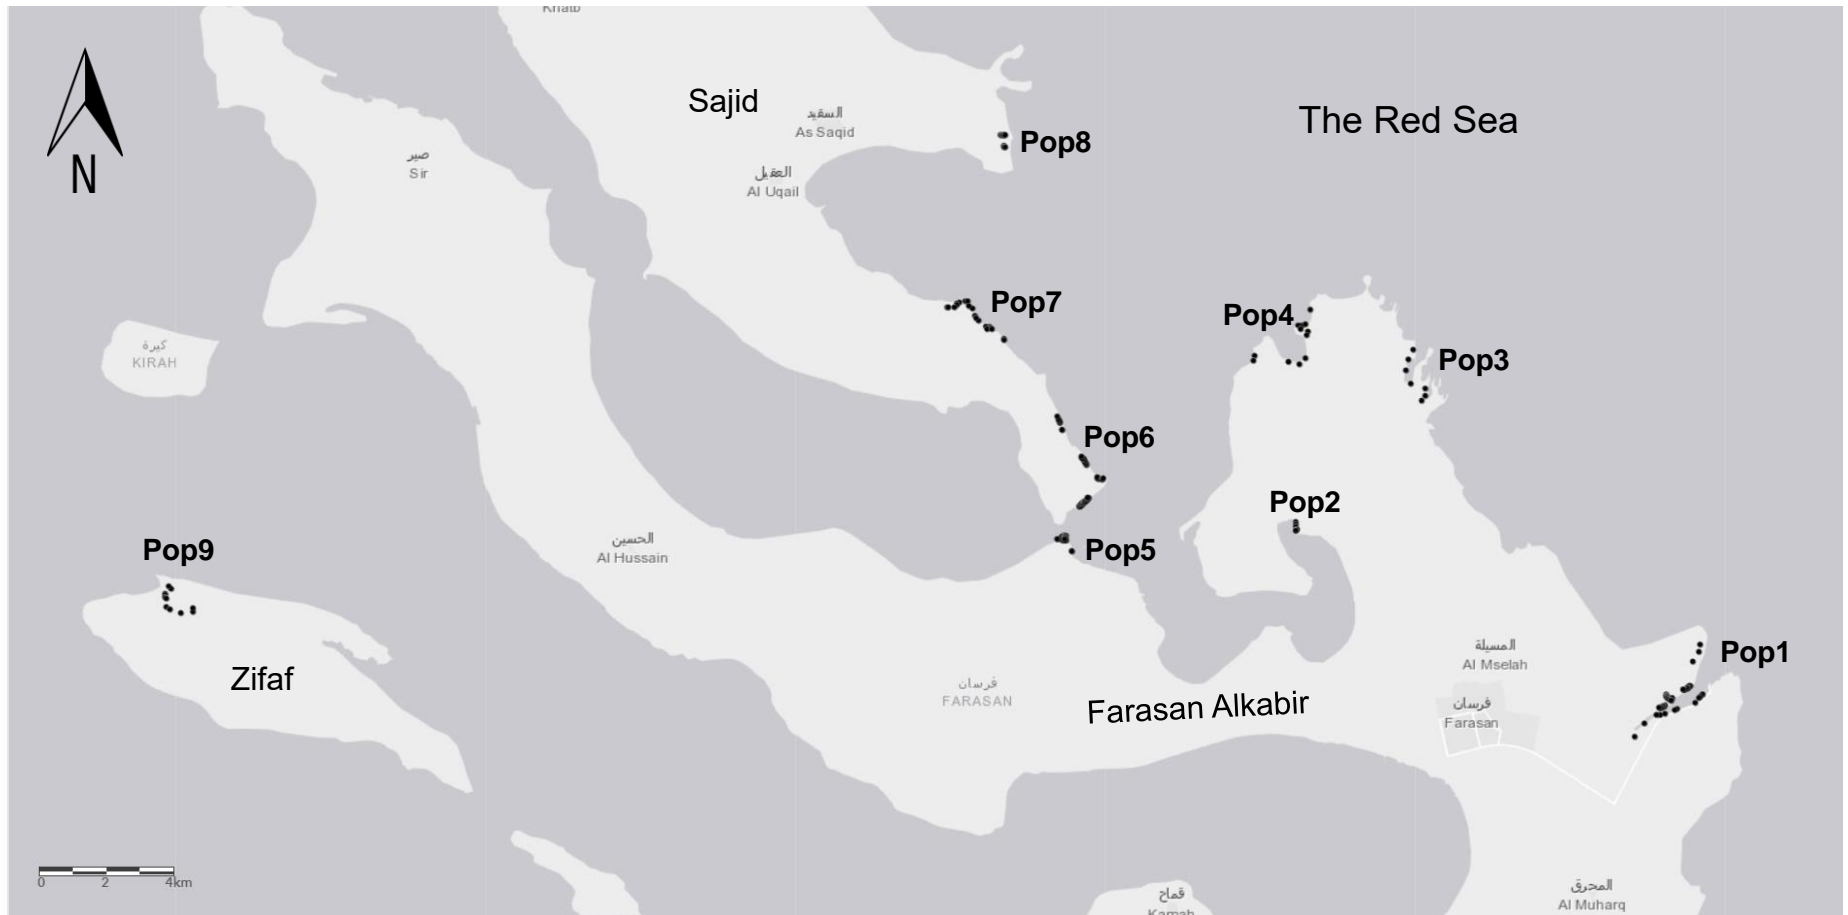 Khatb
Sajid
السقيد
As Saqid
The Red Sea
Pop8
صير
Sir
العقيل
Al Uqail
N
Pop7
Pop4
كيرة
KIRAH
Pop3
Pop6
Pop2
الحسين
Al Hussain
Pop9
Pop5
المسيلة
Al Mselah
Pop1
Zifaf
فرسان
FARASAN
Farasan Alkabir
فرسان
Farasan
0 2 4km
قماح
Kamah
المحرق
Al Muharq